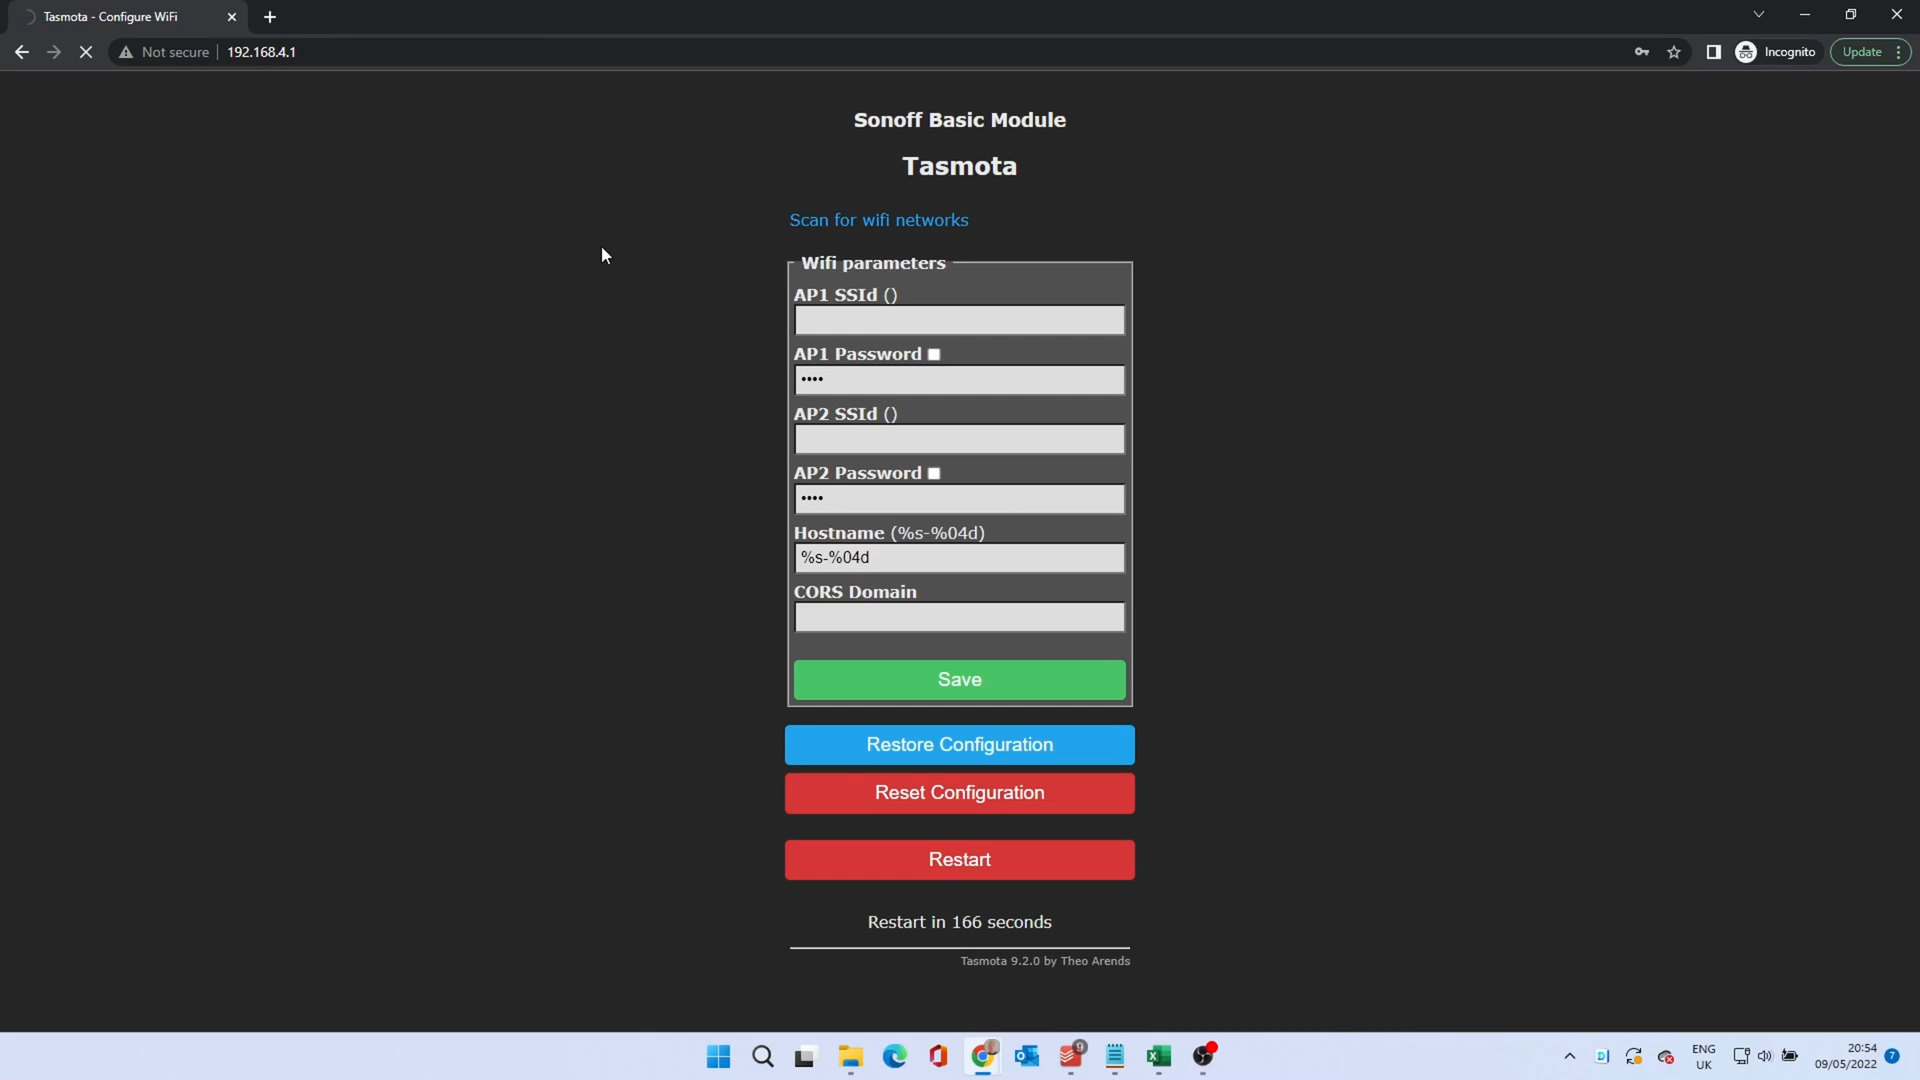 Tasmota - Configure WiFi
Not secure
192.168.4.1
Incognito
Update
Sonoff Basic Module
Tasmota
Scan for wifi networks
Wifi parameters
AP1 SSId ()
AP1 Password
••••
AP2 SSId ()
AP2 Password
••••
Hostname (%s-%04d)
%s-%04d
CORS Domain
Save
Restore Configuration
Reset Configuration
Restart
Restart in 166 seconds
Tasmota 9.2.0 by Theo Arends
9
D
ENG
UK
20:54
09/05/2022
7